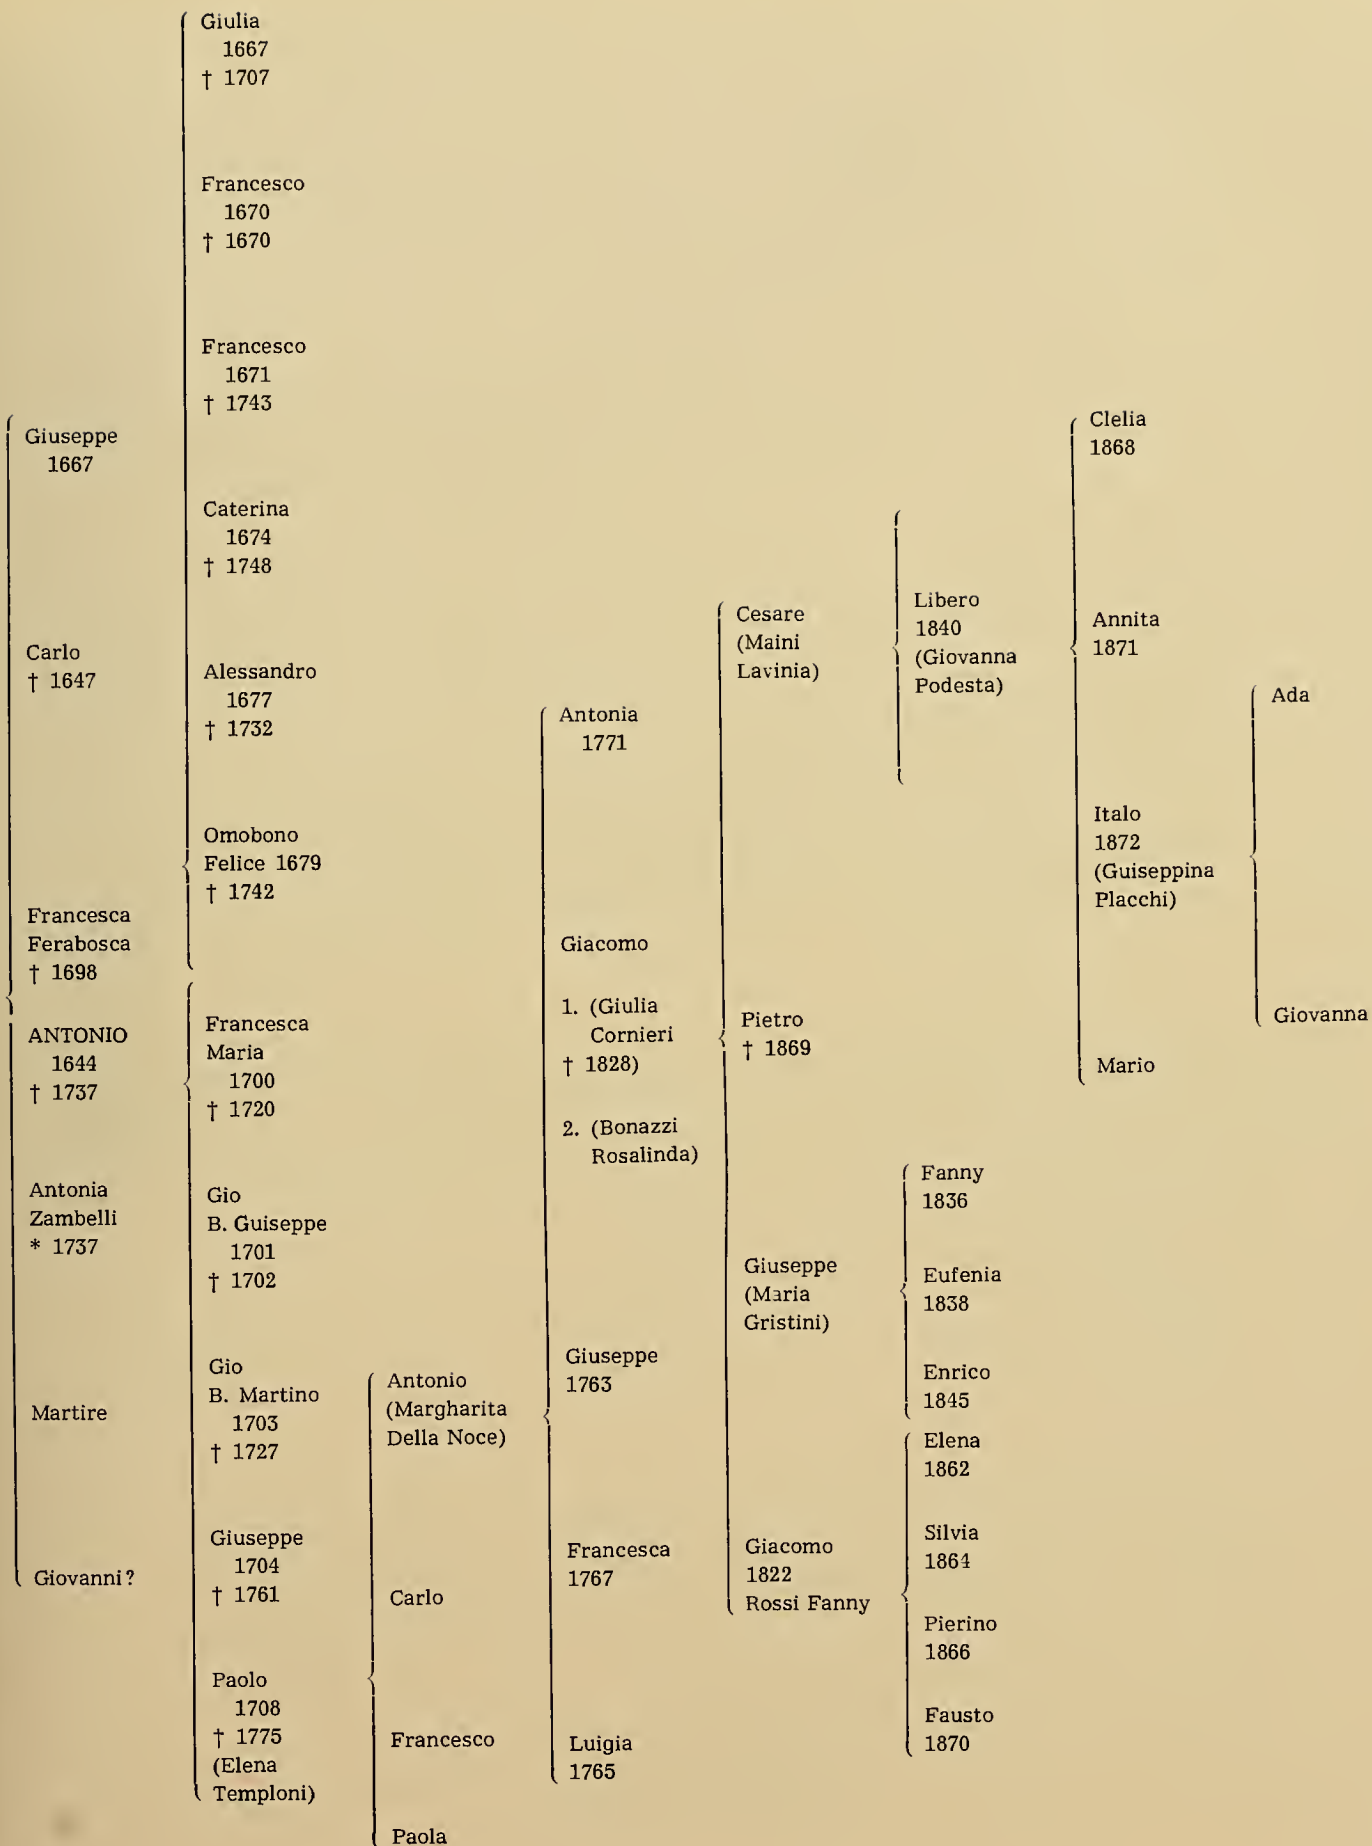 Giuseppe
1667
Carlo
† 1647
Francesca
Ferabosca
† 1698
ANTONIO
1644
† 1737
Antonia
Zambelli
* 1737
Martire
Giovanni?
Giulia
1667
† 1707
Francesco
1670
† 1670
Francesco
1671
† 1743
Caterina
1674
† 1748
Alessandro
1677
† 1732
Omobono
Felice 1679
† 1742
Francesca
Maria
1700
† 1720
Gio
B. Guiseppe
1701
† 1702
Gio
B. Martino
1703
† 1727
Giuseppe
1704
† 1761
Paolo
1708
† 1775
(Elena
Temploni)
Antonio
(Margharita
Della Noce)
Carlo
Francesco
Paola
Antonia
1771
Giacomo
1. (Giulia
Cornieri
† 1828)
2. (Bonazzi
Rosalinda)
Giuseppe
1763
Francesca
1767
Luigia
1765
Cesare
(Maini
Lavinia)
Pietro
† 1869
Giuseppe
(Maria
Gristini)
Giacomo
1822
Rossi Fanny
Libero
1840
(Giovanna
Podesta)
Fanny
1836
Eufenia
1838
Enrico
1845
Elena
1862
Silvia
1864
Pierino
1866
Fausto
1870
Clelia
1868
Annita
1871
Italo
1872
(Guiseppina
Placchi)
Mario
Ada
Giovanna